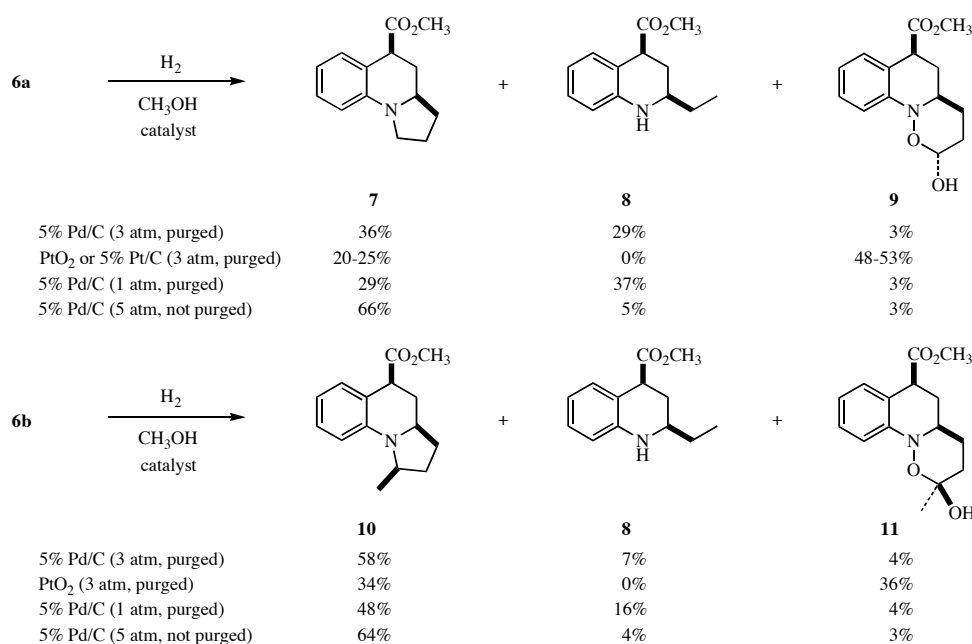 CO₂CH₃ CO₂CH₃ CO₂CH₃
6a H₂ + +
CH₃OH
catalyst
N N N
H O
OH
7 8 9
5% Pd/C (3 atm, purged) 36% 29% 3%
PtO₂ or 5% Pt/C (3 atm, purged) 20-25% 0% 48-53%
5% Pd/C (1 atm, purged) 29% 37% 3%
5% Pd/C (5 atm, not purged) 66% 5% 3%
CO₂CH₃ CO₂CH₃ CO₂CH₃
6b H₂ + +
CH₃OH
catalyst
N N N
H O
OH
10 8 11
5% Pd/C (3 atm, purged) 58% 7% 4%
PtO₂ (3 atm, purged) 34% 0% 36%
5% Pd/C (1 atm, purged) 48% 16% 4%
5% Pd/C (5 atm, not purged) 64% 4% 3%